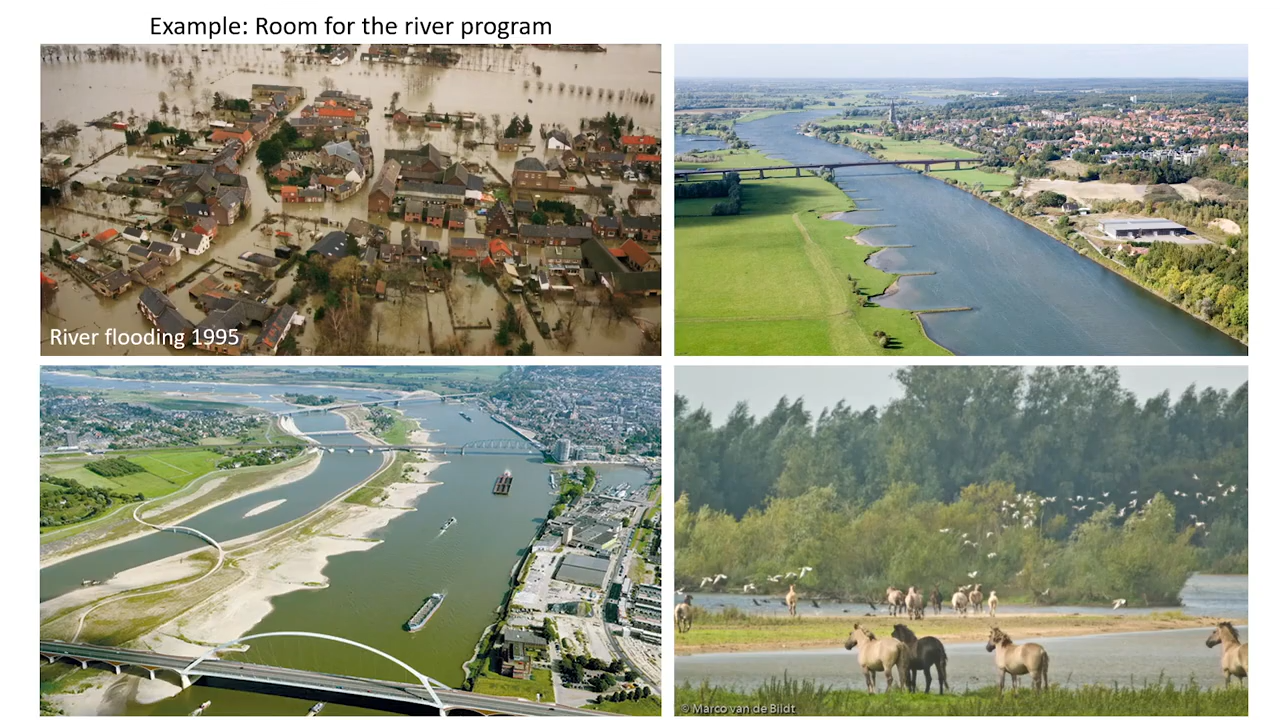 Example: Room for the river program
River flooding 1995
© Marco van de Bildt